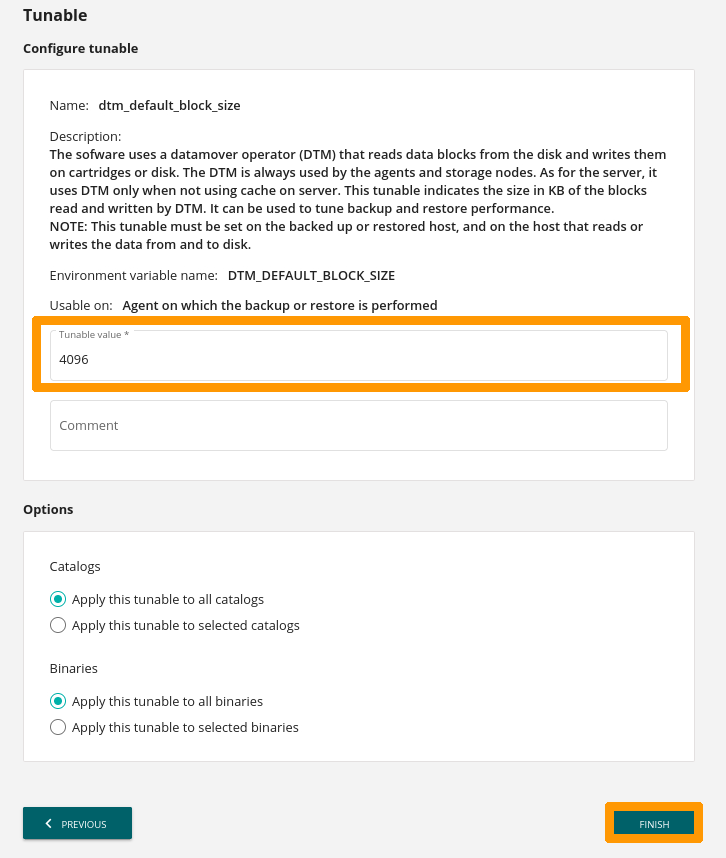 Tunable
Configure tunable
Name: dtm_default_block_size
Description:
The sofware uses a datamover operator (DTM) that reads data blocks from the disk and writes them
on cartridges or disk. The DTM is always used by the agents and storage nodes. As for the server, it
uses DTM only when not using cache on server. This tunable indicates the size in KB of the blocks
read and written by DTM. It can be used to tune backup and restore performance.
NOTE: This tunable must be set on the backed up or restored host, and on the host that reads or
writes the data from and to disk.
Environment variable name: DTM_DEFAULT_BLOCK_SIZE
Usable on: Agent on which the backup or restore is performed
Tunable value *
4096
Comment
Options
Catalogs
Apply this tunable to all catalogs
Apply this tunable to selected catalogs
Binaries
Apply this tunable to all binaries
Apply this tunable to selected binaries
PREVIOUS
FINISH